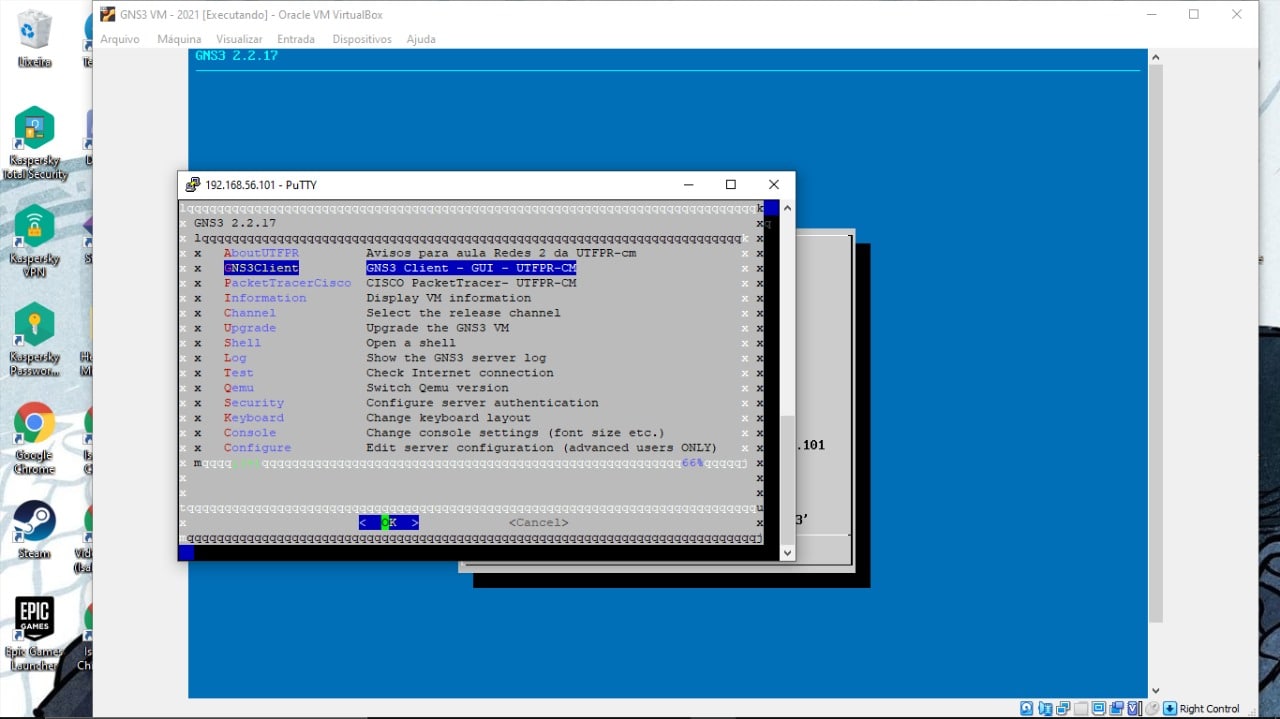 GNS3 VM - 2021 [Executando] - Oracle VM VirtualBox
Arquivo Máquina Visualizar Entrada Dispositivos Ajuda
GNS3 2.2.17
Lixeira
Kaspersky
Total Security
Kaspersky
VPN
Kaspersky
Passwor...
Google
Chrome
Steam
EPIC
GAMES
Epic Games
Launcher
192.168.56.101 - PuTTY
GNS3 2.2.17
AboutUTFPR Avisos para aula Redes 2 da UTFPR-cm
GNS3Client GNS3 Client - GUI - UTFPR-CM
PacketTracerCisco CISCO PacketTracer- UTFPR-CM
Information Display VM information
Channel Select the release channel
Upgrade Upgrade the GNS3 VM
Shell Open a shell
Log Show the GNS3 server log
Test Check Internet connection
Qemu Switch Qemu version
Security Configure server authentication
Keyboard Change keyboard layout
Console Change console settings (font size etc.)
Configure Edit server configuration (advanced users ONLY)
66%
< OK > <Cancel>
.101
3'
Right Control